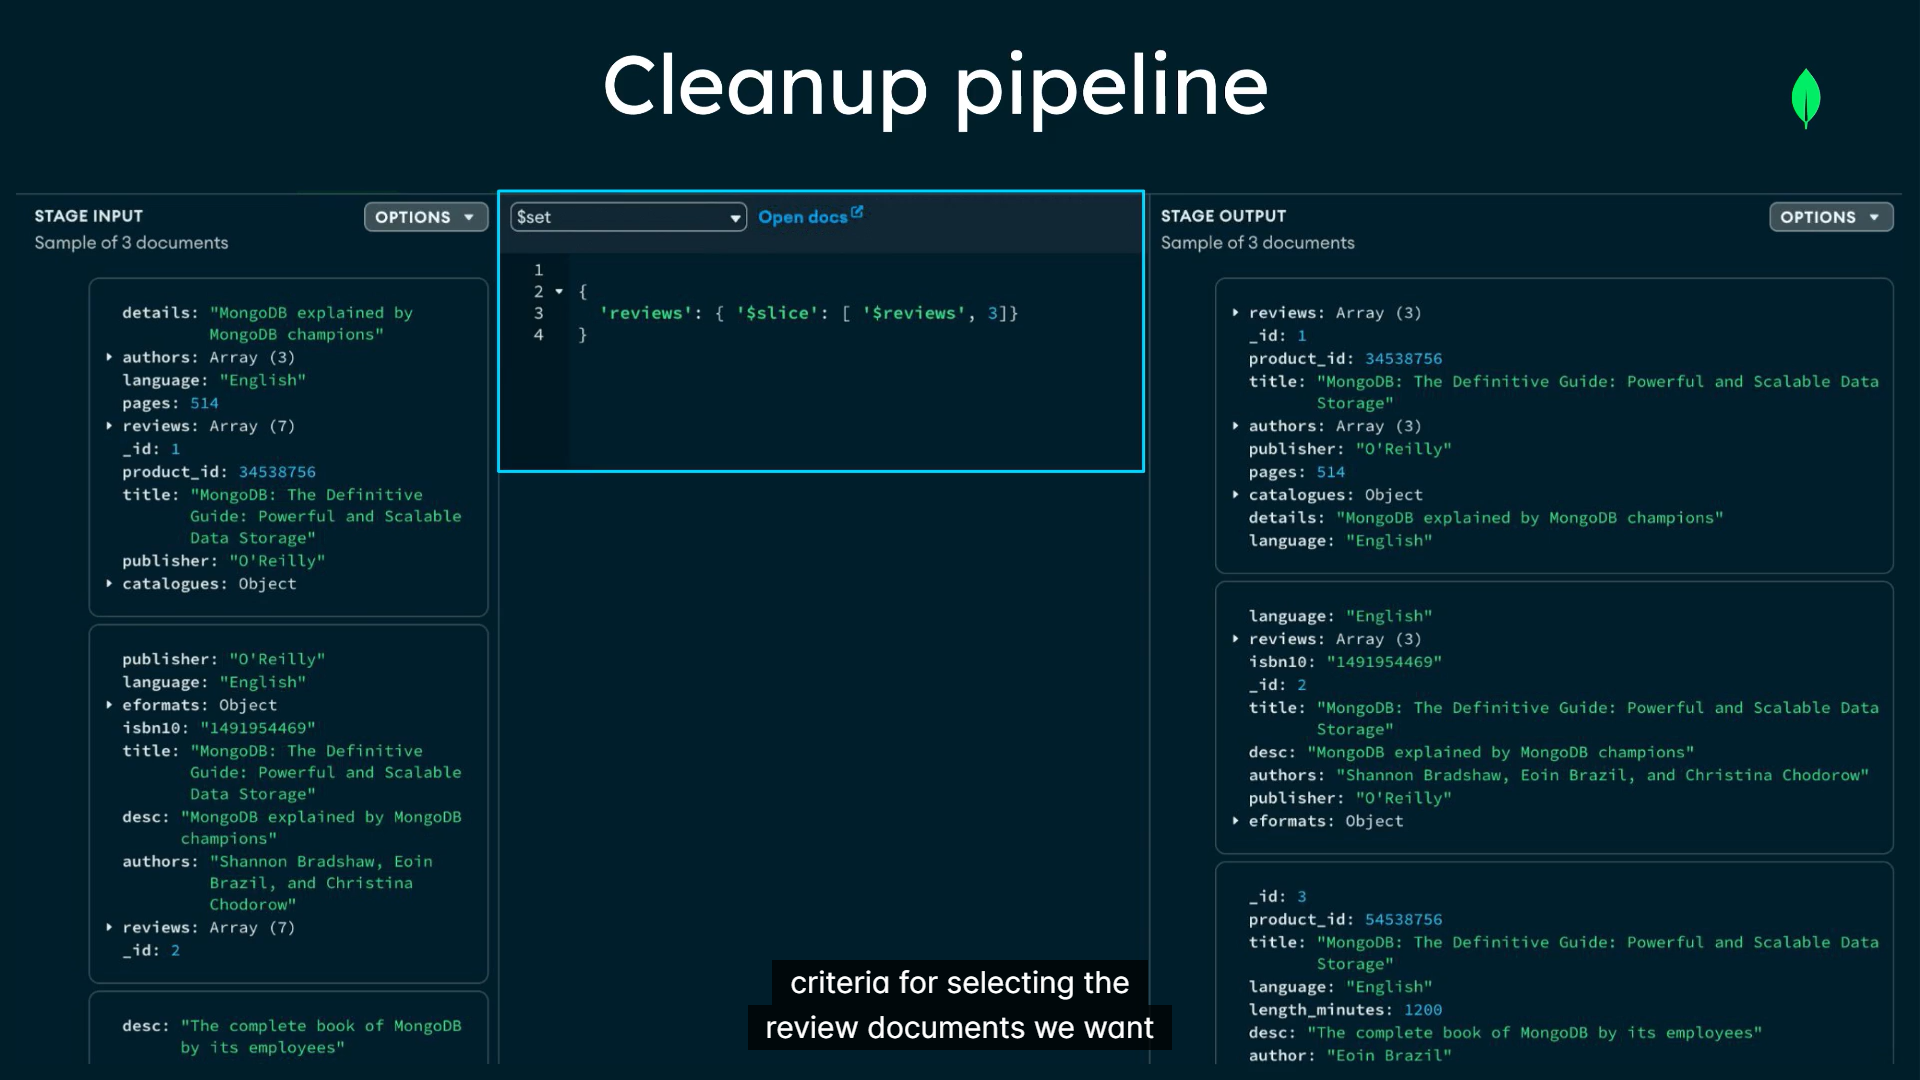 Cleanup pipeline
STAGE INPUT
OPTIONS
Sample of 3 documents
details: "MongoDB explained by
MongoDB champions"
authors: Array (3)
language: "English"
pages: 514
reviews: Array (7)
_id: 1
product_id: 34538756
title: "MongoDB: The Definitive
Guide: Powerful and Scalable
Data Storage"
publisher: "O'Reilly"
catalogues: Object
publisher: "O'Reilly"
language: "English"
eformats: Object
isbn10: "1491954469"
title: "MongoDB: The Definitive
Guide: Powerful and Scalable
Data Storage"
desc: "MongoDB explained by MongoDB
champions"
authors: "Shannon Bradshaw, Eoin
Brazil, and Christina
Chodorow"
reviews: Array (7)
_id: 2
desc: "The complete book of MongoDB
by its employees"
$set
Open docs
1
2 {
3 'reviews': { '$slice': [ '$reviews', 3]}
4 }
STAGE OUTPUT
OPTIONS
Sample of 3 documents
reviews: Array (3)
_id: 1
product_id: 34538756
title: "MongoDB: The Definitive Guide: Powerful and Scalable Data
Storage"
authors: Array (3)
publisher: "O'Reilly"
pages: 514
catalogues: Object
details: "MongoDB explained by MongoDB champions"
language: "English"
language: "English"
reviews: Array (3)
isbn10: "1491954469"
_id: 2
title: "MongoDB: The Definitive Guide: Powerful and Scalable Data
Storage"
desc: "MongoDB explained by MongoDB champions"
authors: "Shannon Bradshaw, Eoin Brazil, and Christina Chodorow"
publisher: "O'Reilly"
eformats: Object
_id: 3
product_id: 54538756
title: "MongoDB: The Definitive Guide: Powerful and Scalable Data
Storage"
language: "English"
length_minutes: 1200
desc: "The complete book of MongoDB by its employees"
author: "Eoin Brazil"
criteria for selecting the
review documents we want